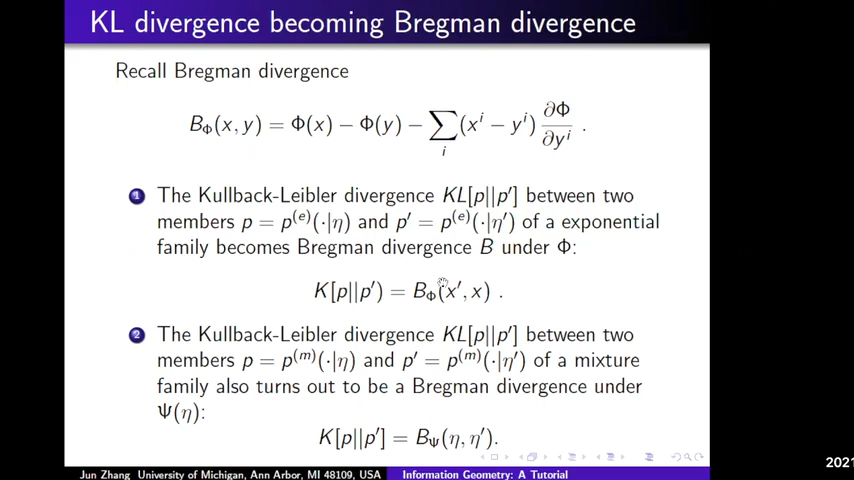 KL divergence becoming Bregman divergence
Recall Bregman divergence
B_Φ(x, y) = Φ(x) − Φ(y) − ∑_i (x^i − y^i) ∂Φ/∂y^i .
1 The Kullback-Leibler divergence KL[p||p′] between two
members p = p^(e)(·|η) and p′ = p^(e)(·|η′) of a exponential
family becomes Bregman divergence B under Φ:
K[p||p′) = B_Φ(x′, x) .
2 The Kullback-Leibler divergence KL[p||p′] between two
members p = p^(m)(·|η) and p′ = p^(m)(·|η′) of a mixture
family also turns out to be a Bregman divergence under
Ψ(η):
K[p||p′] = B_Ψ(η, η′).
2021
Jun Zhang University of Michigan, Ann Arbor, MI 48109, USA Information Geometry: A Tutorial